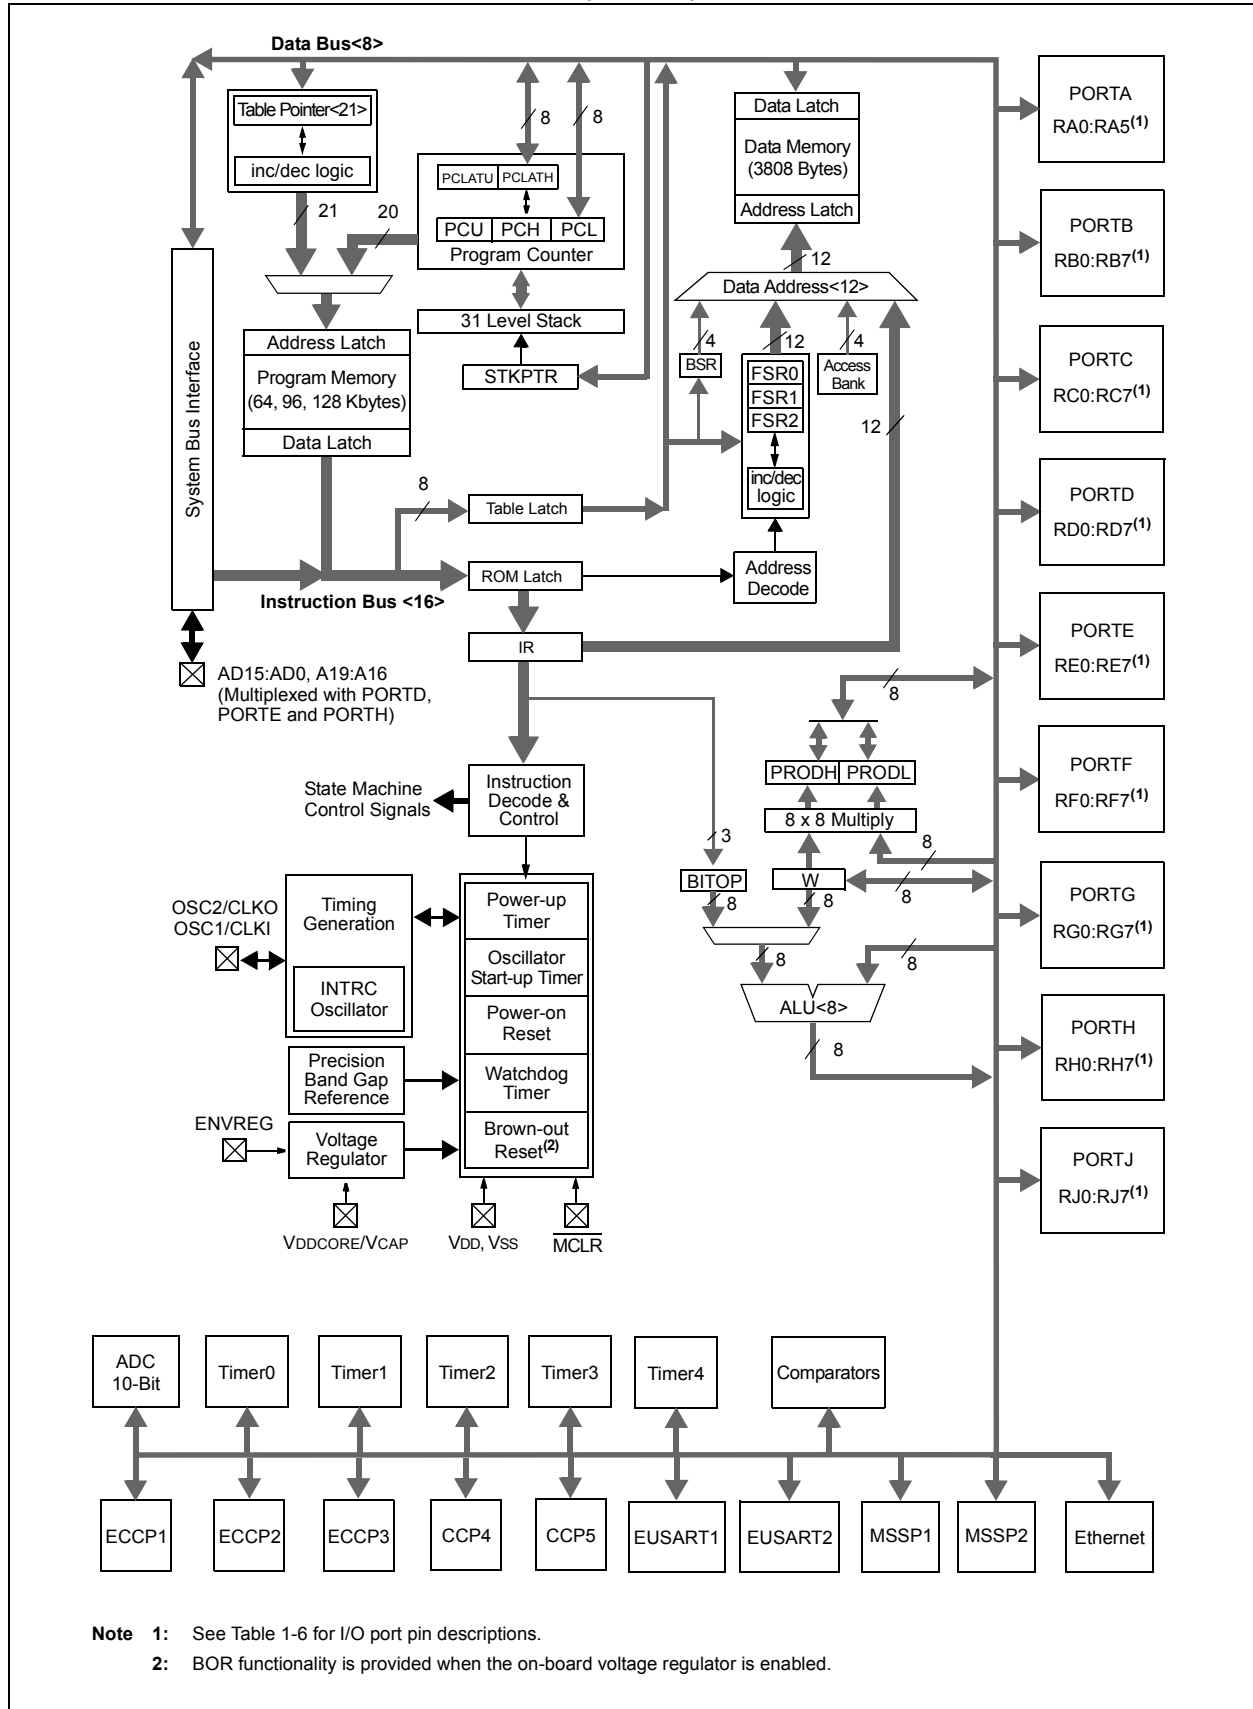 Data Bus<8>
Table Pointer<21>
inc/dec logic
21
20
8
8
PCLATU
PCLATH
PCU
PCH
PCL
Program Counter
31 Level Stack
STKPTR
Data Latch
Data Memory
(3808 Bytes)
Address Latch
12
Data Address<12>
4
12
4
BSR
FSR0
FSR1
FSR2
inc/dec
logic
Access
Bank
12
Address
Decode
System Bus Interface
Address Latch
Program Memory
(64, 96, 128 Kbytes)
Data Latch
8
Table Latch
ROM Latch
Instruction Bus <16>
IR
AD15:AD0, A19:A16
(Multiplexed with PORTD,
PORTE and PORTH)
8
PRODH
PRODL
8 x 8 Multiply
State Machine
Control Signals
Instruction
Decode &
Control
3
8
BITOP
W
8
8
8
8
8
ALU<8>
8
OSC2/CLKO
OSC1/CLKI
Timing
Generation
INTRC
Oscillator
Power-up
Timer
Oscillator
Start-up Timer
Power-on
Reset
Watchdog
Timer
Brown-out
Reset(2)
Precision
Band Gap
Reference
ENVREG
Voltage
Regulator
VDDCORE/VCAP
VDD, VSS
MCLR
PORTA
RA0:RA5(1)
PORTB
RB0:RB7(1)
PORTC
RC0:RC7(1)
PORTD
RD0:RD7(1)
PORTE
RE0:RE7(1)
PORTF
RF0:RF7(1)
PORTG
RG0:RG7(1)
PORTH
RH0:RH7(1)
PORTJ
RJ0:RJ7(1)
ADC
10-Bit
Timer0
Timer1
Timer2
Timer3
Timer4
Comparators
ECCP1
ECCP2
ECCP3
CCP4
CCP5
EUSART1
EUSART2
MSSP1
MSSP2
Ethernet
Note 1: See Table 1-6 for I/O port pin descriptions.
2: BOR functionality is provided when the on-board voltage regulator is enabled.